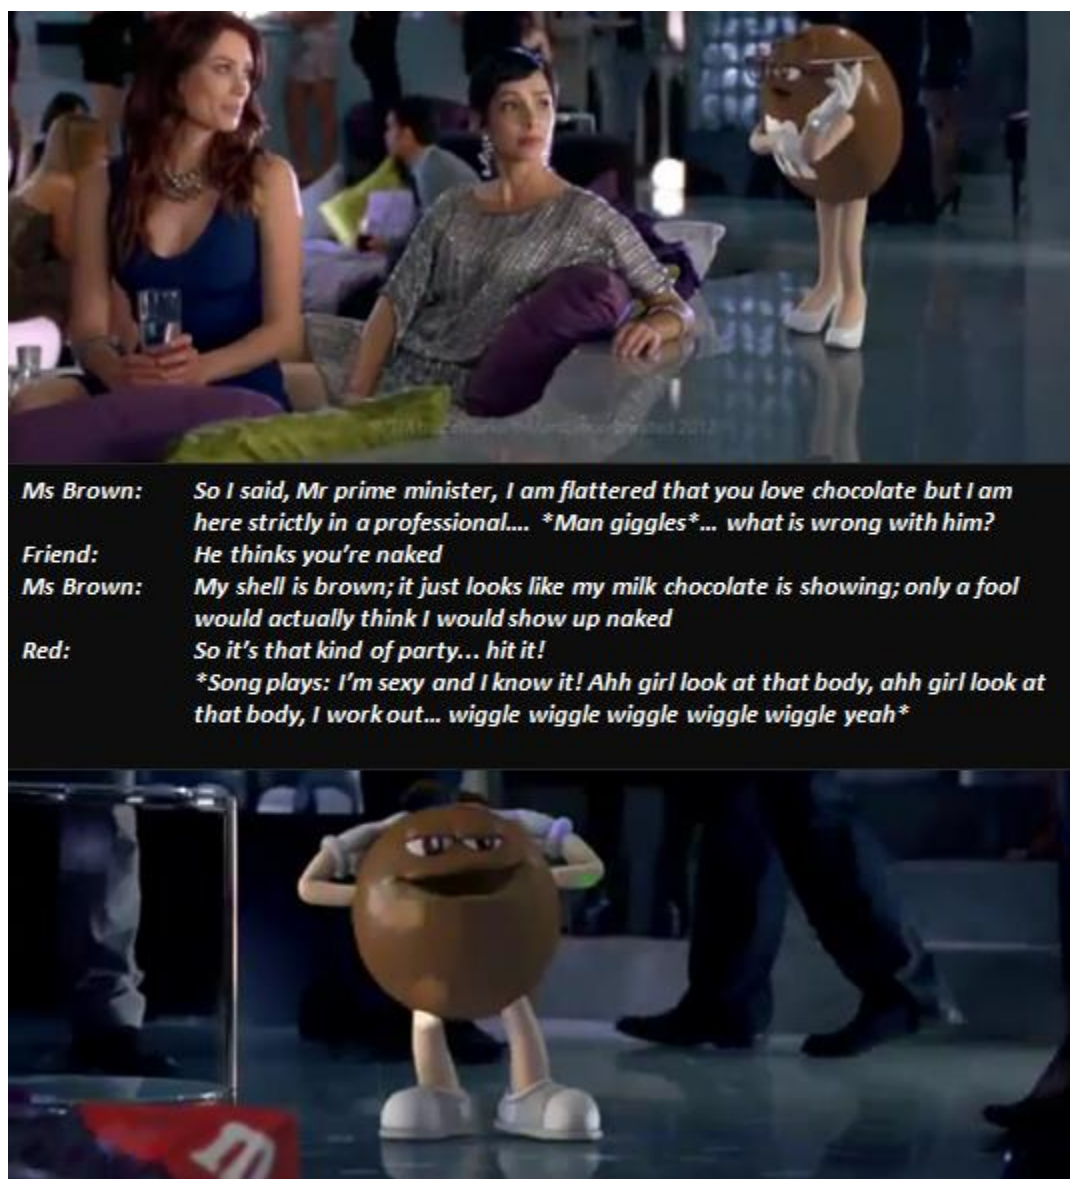 Ms Brown: So I said, Mr prime minister, I am flattered that you love chocolate but I am
here strictly in a professional.... *Man giggles*... what is wrong with him?
Friend: He thinks you're naked
Ms Brown: My shell is brown; it just looks like my milk chocolate is showing; only a fool
would actually think I would show up naked
Red: So it's that kind of party... hit it!
*Song plays: I'm sexy and I know it! Ahh girl look at that body, ahh girl look at
that body, I work out... wiggle wiggle wiggle wiggle wiggle yeah*
m